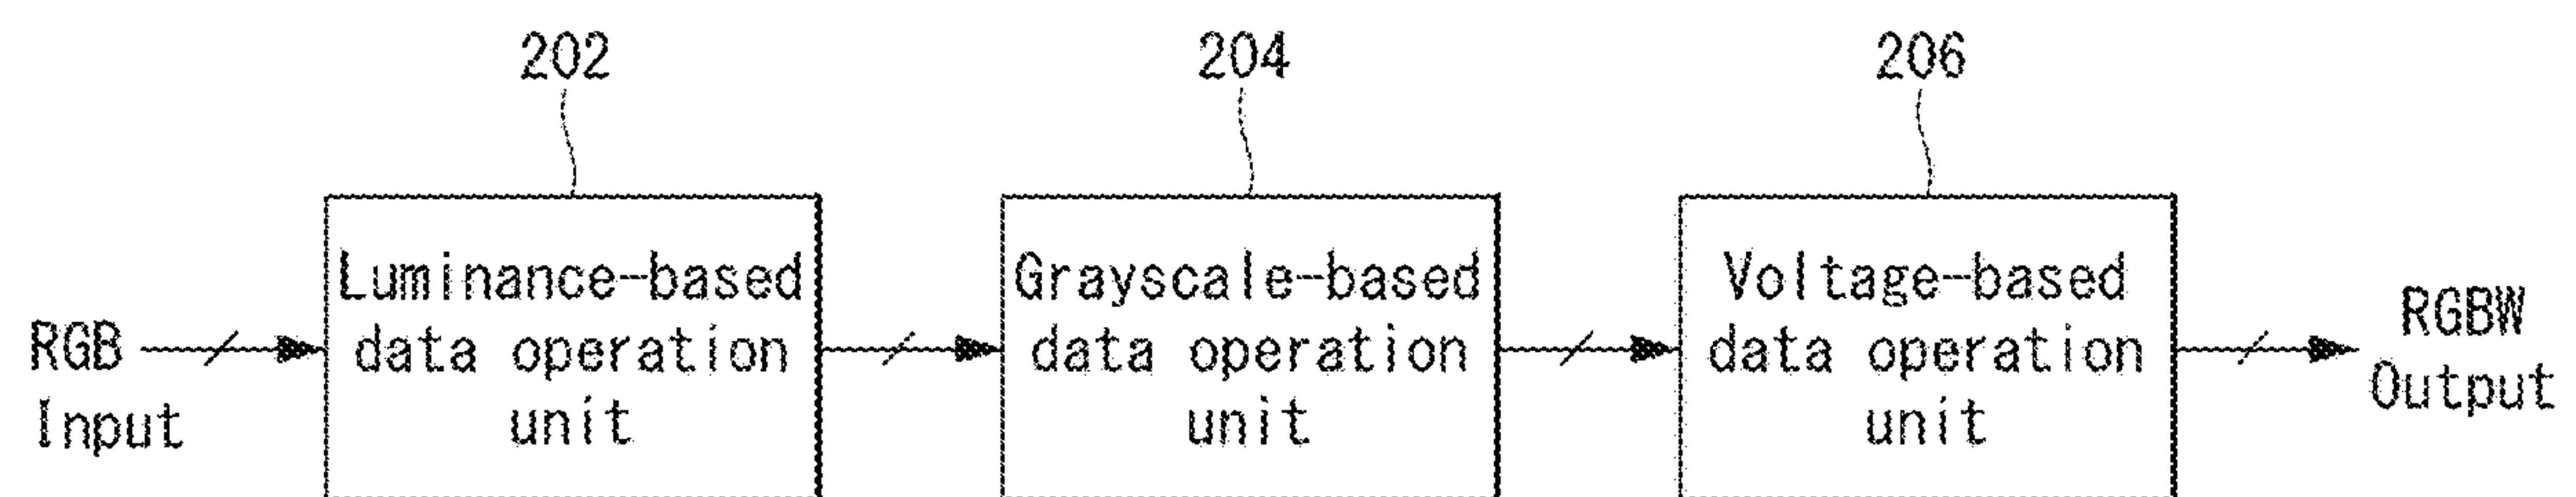 202
204
206
RGB
Input
Luminance-based
data operation
unit
Grayscale-based
data operation
unit
Voltage-based
data operation
unit
RGBW
Output